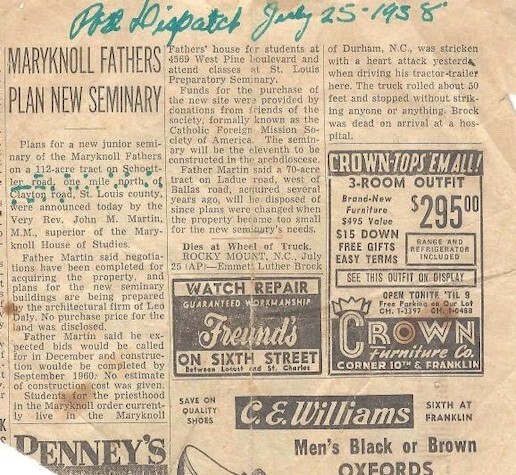 Post Dispatch July 25-1958
MARYKNOLL FATHERS
PLAN NEW SEMINARY
Plans for a new junior semi-
nary of the Maryknoll Fathers
on a 112-acre tract on Schoett-
ler road, one mile north of
Clayton road, St. Louis county,
were announced today by the
Very Rev. John M. Martin,
M.M., superior of the Mary-
knoll House of Studies.
Father Martin said negotia-
tions have been completed for
acquiring the property, and
plans for the new seminary
buildings are being prepared
by the architectural firm of Leo
Daly. No purchase price for the
land was disclosed.
Father Martin said he ex-
pected bids would be called
for in December and construc-
tion woulde be completed by
September 1960. No estimate
of construction cost was given.
Students for the priesthood
in the Maryknoll order current-
ly live in the Maryknoll
Fathers' house for students at
4569 West Pine boulevard and
attend classes at St. Louis
Preparatory Seminary.
Funds for the purchase of
the new site were provided by
donations from friends of the
society, formally known as the
Catholic Foreign Mission So-
ciety of America. The semin-
ary will be the eleventh to be
constructed in the archdioscese.
Father Martin said a 70-acre
tract on Ladue road, west of
Ballas road, acquired several
years ago, will be disposed of
since plans were changed when
the property become too small
for the new seminary's needs.
Dies at Wheel of Truck.
ROCKY MOUNT, N.C., July
25 (AP)—Emmett Luther Brock
of Durham, N.C., was stricken
with a heart attack yesterda
when driving his tractor-trailer
here. The truck rolled about 50
feet and stopped without strik-
ing anyone or anything. Brock
was dead on arrival at a hos-
pital.
WATCH REPAIR
GUARANTEED WORKMANSHIP
Freund's
ON SIXTH STREET
Between Locust and St. Charles
CROWN-TOPS 'EM ALL!
3-ROOM OUTFIT
Brand-New
Furniture
$495 Value
$295.00
$15 DOWN
FREE GIFTS
EASY TERMS
RANGE AND
REFRIGERATOR
INCLUDED
SEE THIS OUTFIT ON DISPLAY
OPEN TONITE 'TIL 9
Free Parking on Our Lot
CH. 1-3397 CH. 1-0488
CROWN
Furniture Co.
CORNER 10TH & FRANKLIN
PENNEY'S
SAVE ON
QUALITY
SHOES
C.E. Williams
SIXTH AT
FRANKLIN
Men's Black or Brown
OXFORDS